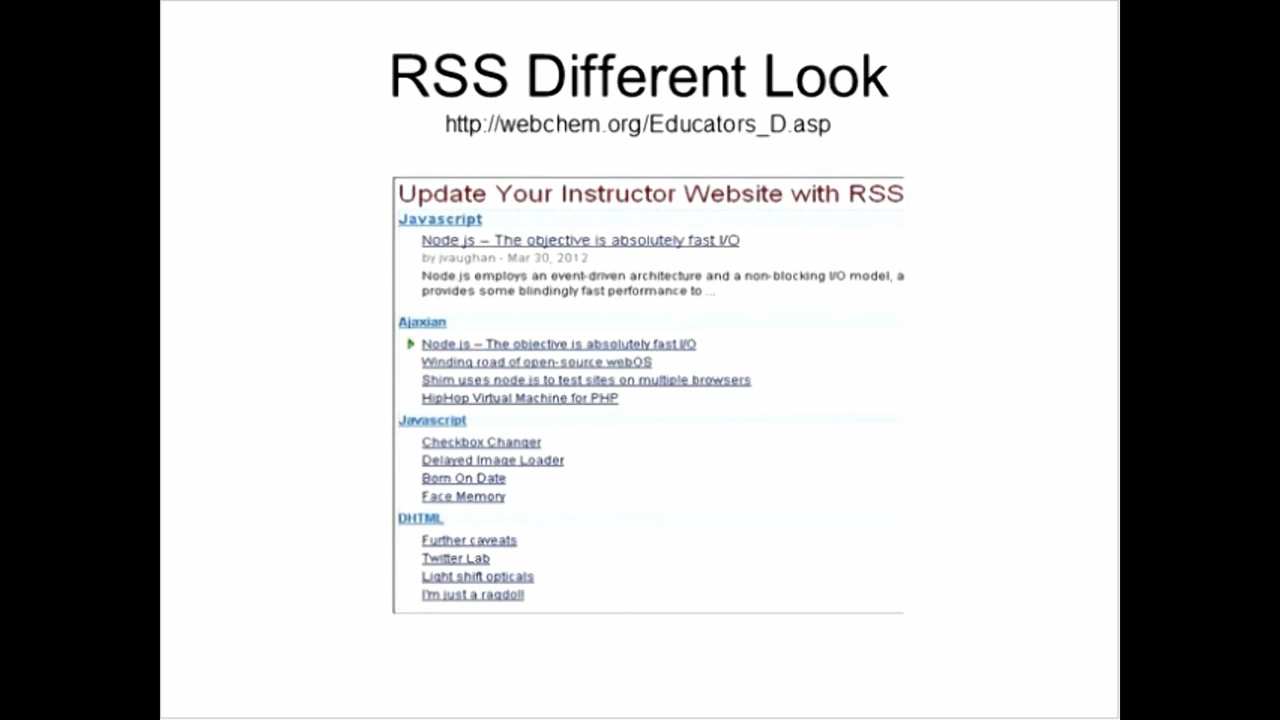 RSS Different Look
http://webchem.org/Educators_D.asp
Update Your Instructor Website with RSS
Javascript
Node.js – The objective is absolutely fast I/O
by jvaughan - Mar 30, 2012
Node.js employs an event-driven architecture and a non-blocking I/O model, a
provides some blindingly fast performance to ...
Ajaxian
Node.js – The objective is absolutely fast I/O
Winding road of open-source webOS
Shim uses node.js to test sites on multiple browsers
HipHop Virtual Machine for PHP
Javascript
Checkbox Changer
Delayed Image Loader
Born On Date
Face Memory
DHTML
Further caveats
Twitter Lab
Light shift opticals
I'm just a ragdoll